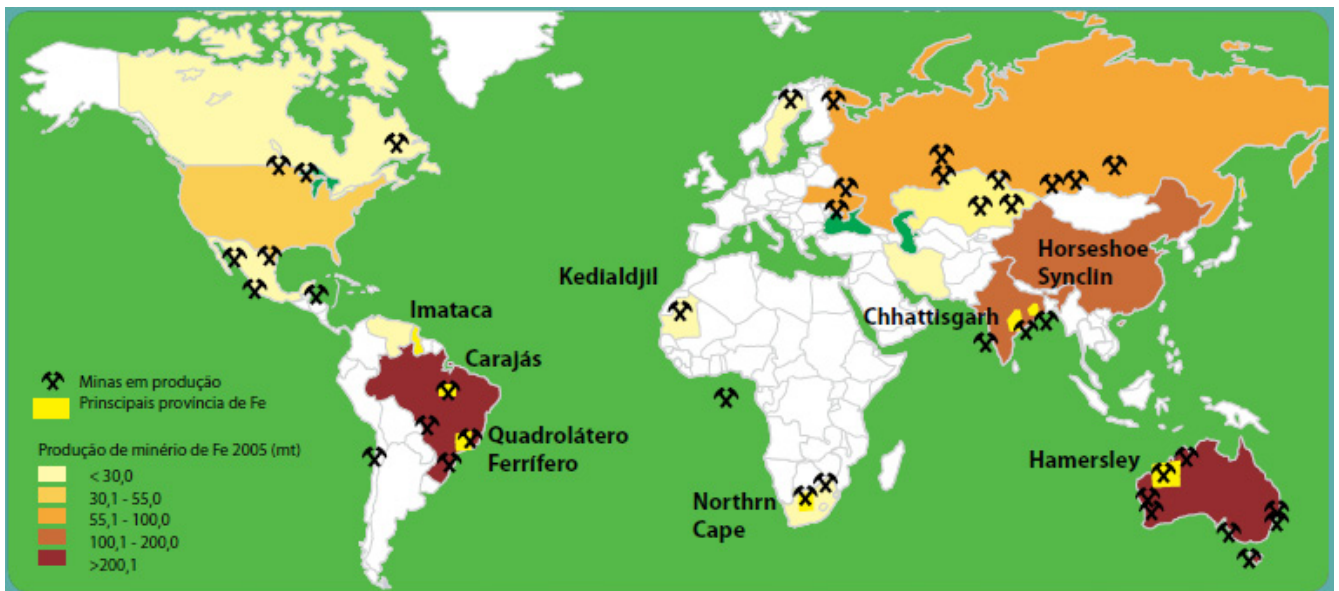 Horseshoe
Synclin
Kedialdjil
Imataca
Chhattisgarh
Carajás
Minas em produção
Prinscipais província de Fe
Quadrolátero
Ferrífero
Hamersley
Produção de minério de Fe 2005 (mt)
< 30,0
30,1 - 55,0
55,1 - 100,0
100,1 - 200,0
>200,1
Northrn
Cape